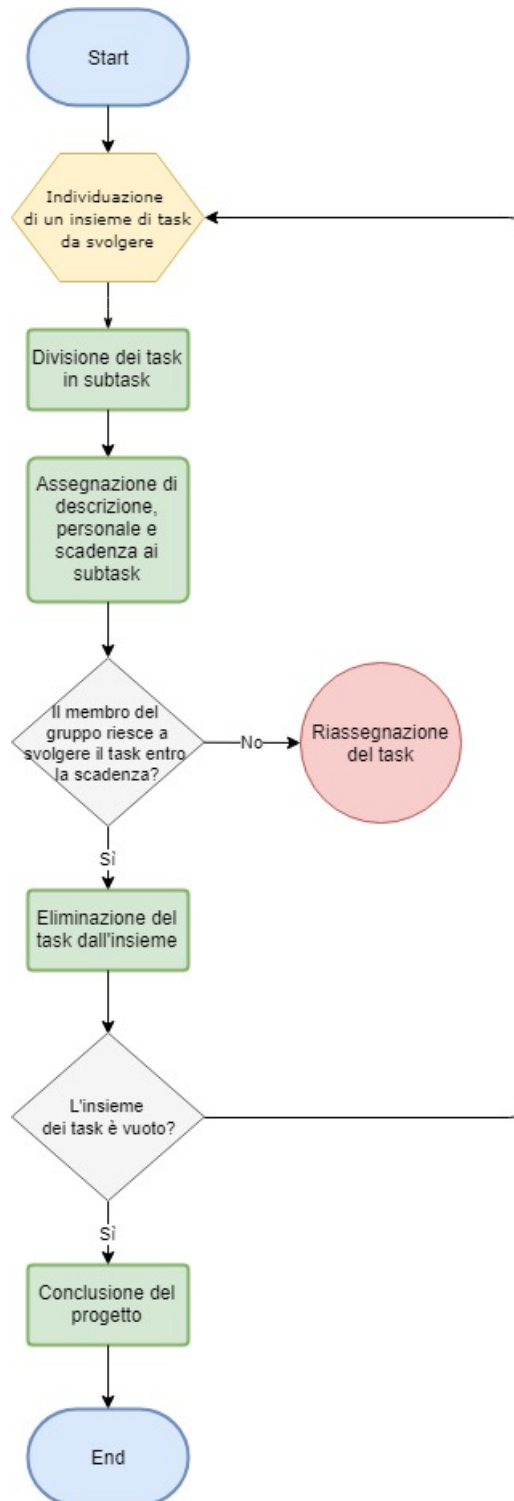 Start
Individuazione
di un insieme di task
da svolgere
Divisione dei task
in subtask
Assegnazione di
descrizione,
personale e
scadenza ai
subtask
Il membro del
gruppo riesce a
svolgere il task entro
la scadenza?
No
Riassegnazione
del task
Sì
Eliminazione del
task dall'insieme
L'insieme
dei task è vuoto?
Sì
Conclusione del
progetto
End